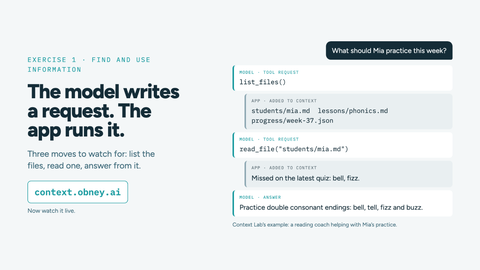 EXERCISE 1 · FIND AND USE
INFORMATION
The model writes
a request. The
app runs it.
Three moves to watch for: list the
files, read one, answer from it.
context.obney.ai
Now watch it live.
What should Mia practice this week?
MODEL · TOOL REQUEST
list_files()
APP · ADDED TO CONTEXT
students/mia.md lessons/phonics.md
progress/week-37.json
MODEL · TOOL REQUEST
read_file("students/mia.md")
APP · ADDED TO CONTEXT
Missed on the latest quiz: bell, fizz.
MODEL · ANSWER
Practice double consonant endings: bell, tell, fizz and buzz.
Context Lab's example: a reading coach helping with Mia's practice.